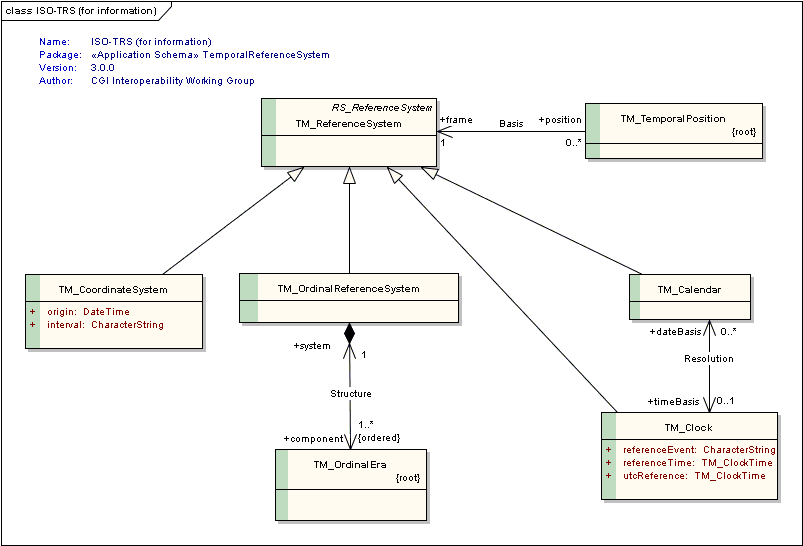 class ISO-TRS (for information)
Name: ISO-TRS (for information)
Package: «Application Schema» TemporalReferenceSystem
Version: 3.0.0
Author: CGI Interoperability Working Group
RS_ReferenceSystem
TM_ReferenceSystem
+frame
Basis
+position
1
0..*
TM_TemporalPosition
{root}
TM_CoordinateSystem
+ origin: DateTime
+ interval: CharacterString
TM_OrdinalReferenceSystem
TM_Calendar
+system
1
Structure
1..*
+component
{ordered}
+dateBasis
0..*
Resolution
+timeBasis
0..1
TM_OrdinalEra
{root}
TM_Clock
+ referenceEvent: CharacterString
+ referenceTime: TM_ClockTime
+ utcReference: TM_ClockTime